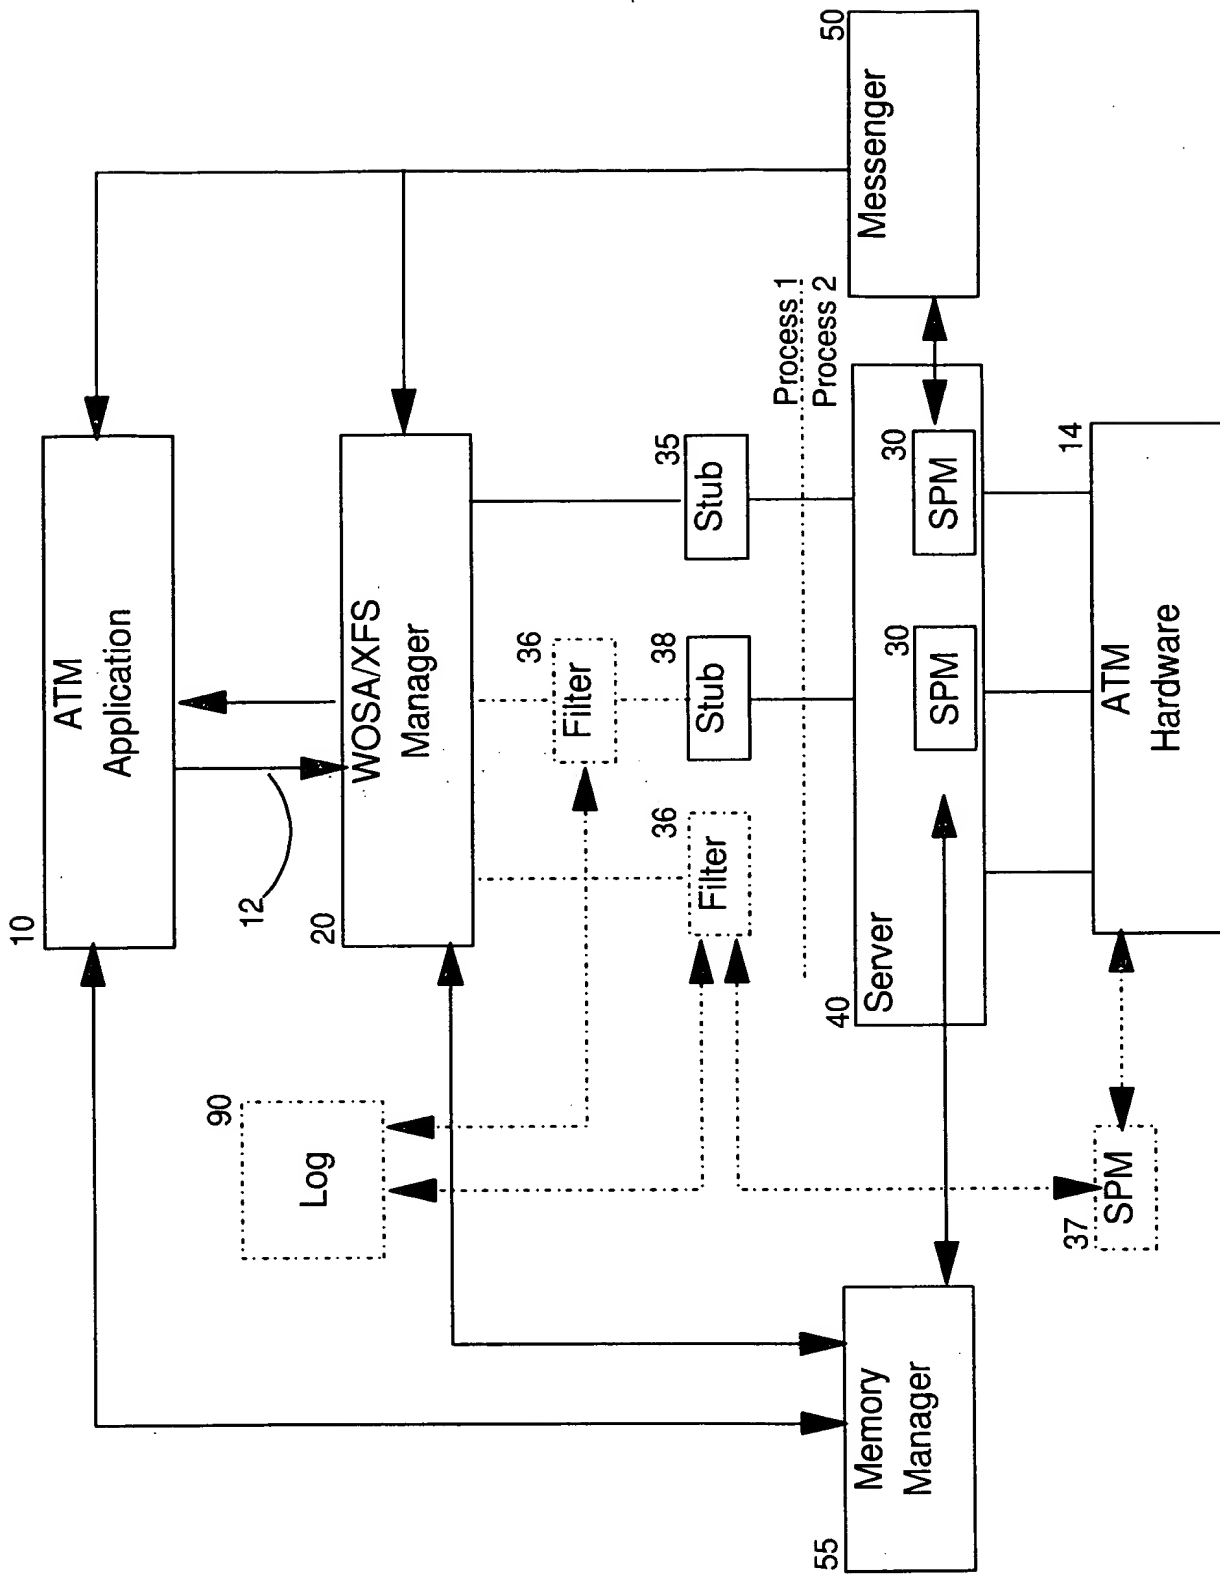 10
ATM
Application
12
20
WOSA/XFS
Manager
90
Log
36
Filter
36
Filter
38
Stub
35
Stub
Process 1
Process 2
40
Server
30
SPM
30
SPM
50
Messenger
55
Memory
Manager
37
SPM
14
ATM
Hardware